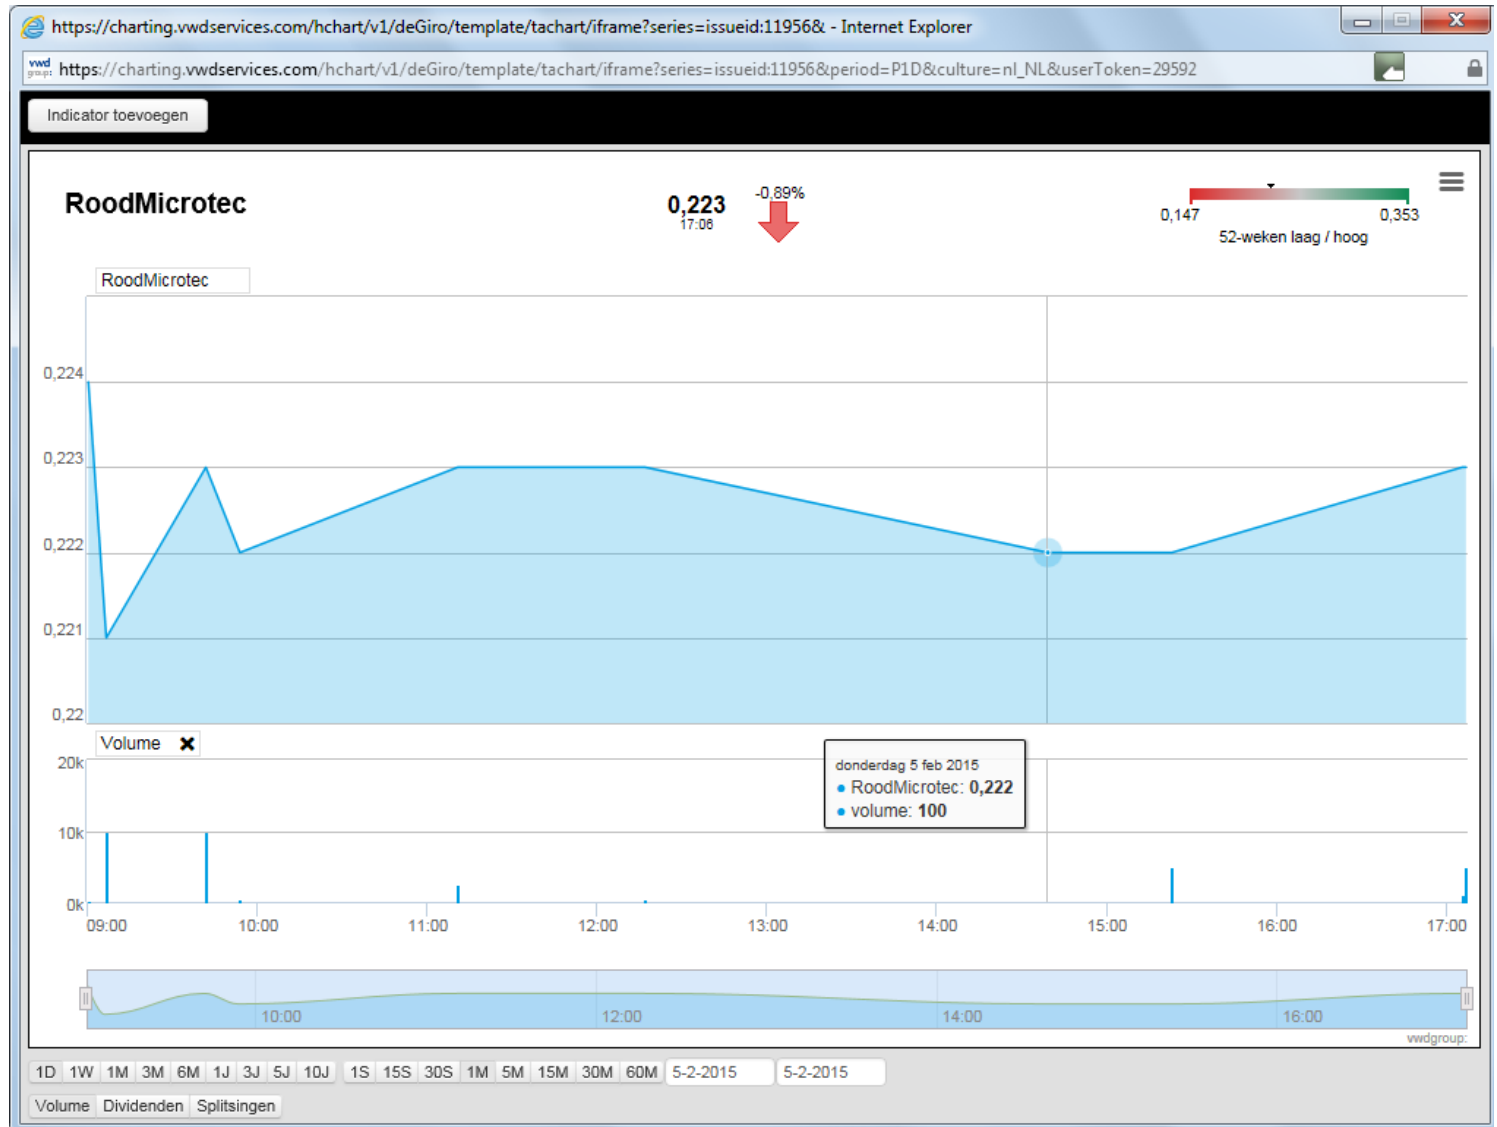 https://charting.vwdservices.com/hchart/v1/deGiro/template/tachart/iframe?series=issueid:11956& - Internet Explorer
vwd group: https://charting.vwdservices.com/hchart/v1/deGiro/template/tachart/iframe?series=issueid:11956&period=P1D&culture=nl_NL&userToken=29592
Indicator toevoegen
RoodMicrotec
0,223
17:06
-0,89%
0,147 0,353
52-weken laag / hoog
RoodMicrotec
0,224
0,223
0,222
0,221
0,22
Volume
20k
10k
0k
donderdag 5 feb 2015
RoodMicrotec: 0,222
volume: 100
09:00 10:00 11:00 12:00 13:00 14:00 15:00 16:00 17:00
10:00 12:00 14:00 16:00
vwdgroup:
1D 1W 1M 3M 6M 1J 3J 5J 10J 1S 15S 30S 1M 5M 15M 30M 60M 5-2-2015 5-2-2015
Volume Dividenden Splitsingen